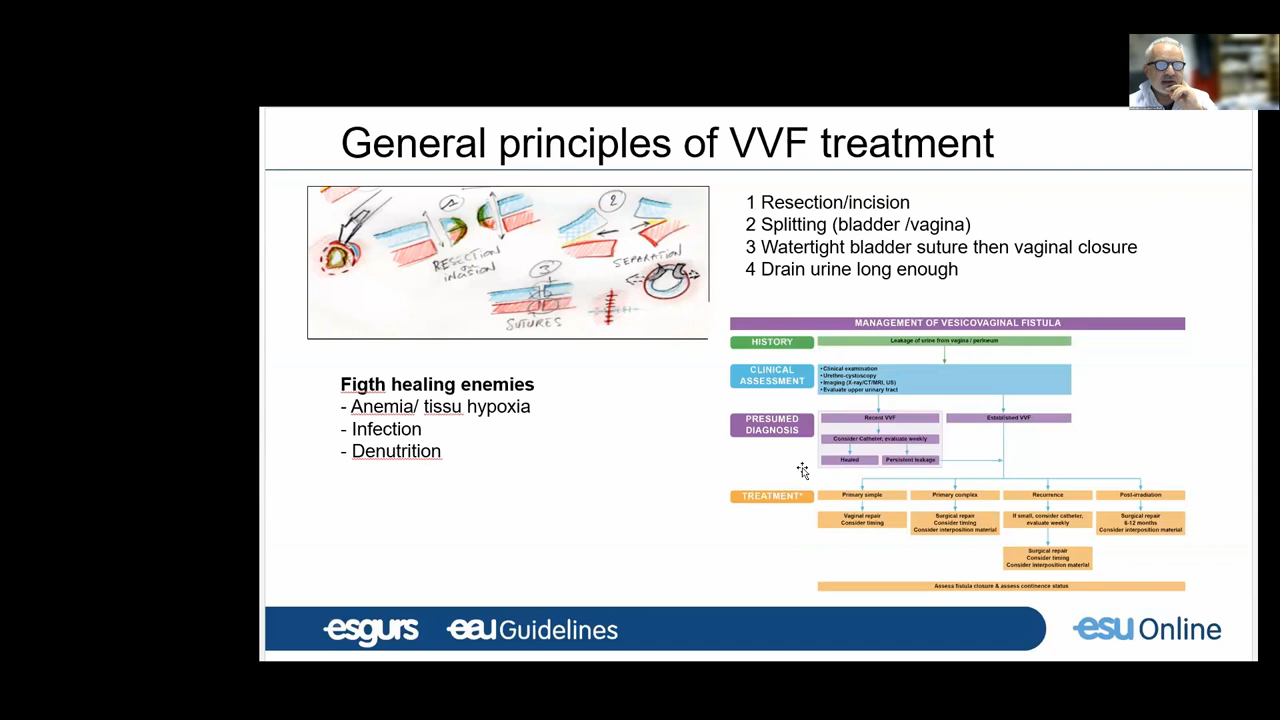 General principles of VVF treatment
1
RESECTION
or
INCISION
2
SEPARATION
3
SUTURES
1 Resection/incision
2 Splitting (bladder /vagina)
3 Watertight bladder suture then vaginal closure
4 Drain urine long enough
Figth healing enemies
- Anemia/ tissu hypoxia
- Infection
- Denutrition
MANAGEMENT OF VESICOVAGINAL FISTULA
HISTORY
Leakage of urine from vagina / perineum
CLINICAL
ASSESSMENT
•Clinical examination
•Urethro-cystoscopy
•Imaging (X-ray/CT/MRI, US)
•Evaluate upper urinary tract
PRESUMED
DIAGNOSIS
Recent VVF
Established VVF
Consider Catheter, evaluate weekly
Healed
Persistent leakage
TREATMENT*
Primary simple
Primary complex
Recurrence
Post-irradiation
Vaginal repair
Consider timing
Surgical repair
Consider timing
Consider interposition material
If small, consider catheter,
evaluate weekly
Surgical repair
6-12 months
Consider interposition material
Surgical repair
Consider timing
Consider interposition material
Assess fistula closure & assess continence status
esgurs
eau Guidelines
esu Online